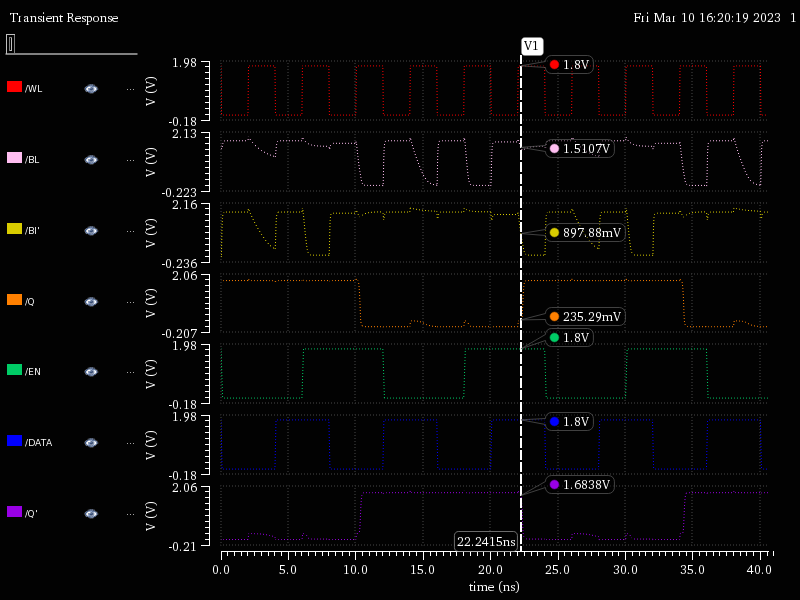 Transient Response
Fri Mar 10 16:20:19 2023 1
V1
/WL
...
V (V)
1.98
-0.18
1.8V
/BL
...
V (V)
2.13
-0.223
1.5107V
/Bl'
...
V (V)
2.16
-0.236
897.88mV
/Q
...
V (V)
2.06
-0.207
235.29mV
/EN
...
V (V)
1.98
-0.18
1.8V
/DATA
...
V (V)
1.98
-0.18
1.8V
/Q'
...
V (V)
2.06
-0.21
1.6838V
22.2415ns
0.0 5.0 10.0 15.0 20.0 25.0 30.0 35.0 40.0
time (ns)